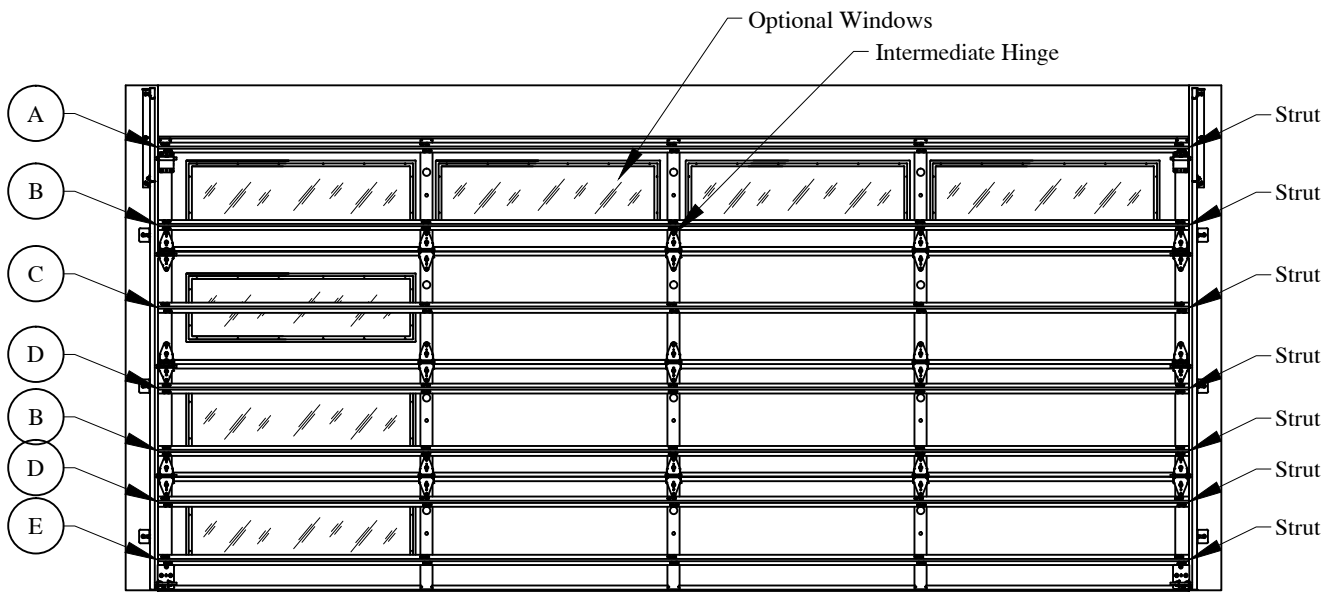 Optional Windows
Intermediate Hinge
A
Strut
B
Strut
C
Strut
D
Strut
B
Strut
D
Strut
E
Strut